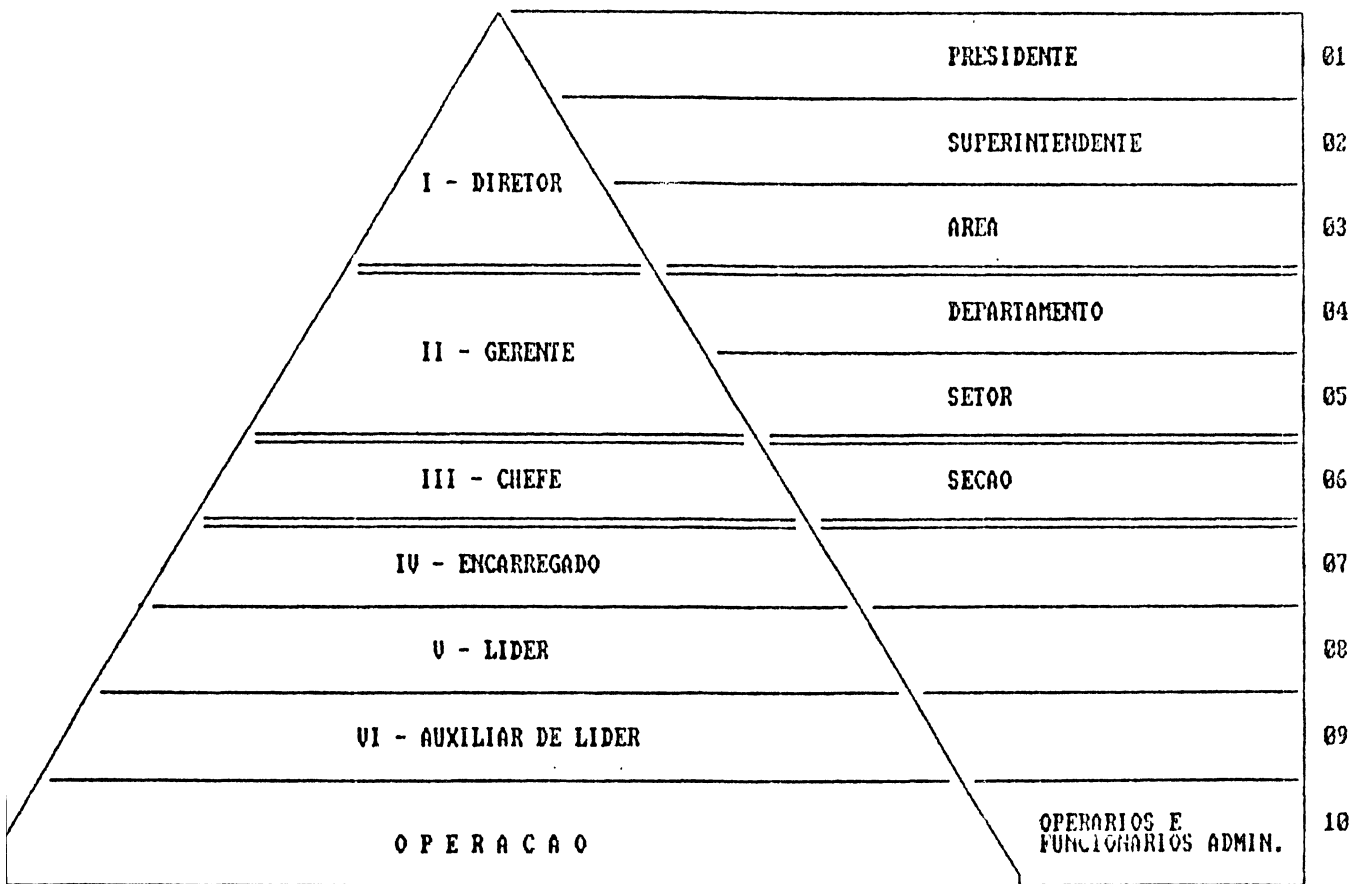 PRESIDENTE 01
SUPERINTENDENTE 02
I - DIRETOR
AREA 03
DEPARTAMENTO 04
II - GERENTE
SETOR 05
III - CHEFE SECAO 06
IV - ENCARREGADO 07
V - LIDER 08
VI - AUXILIAR DE LIDER 09
O P E R A C A O
OPERARIOS E
FUNCIONARIOS ADMIN.
10